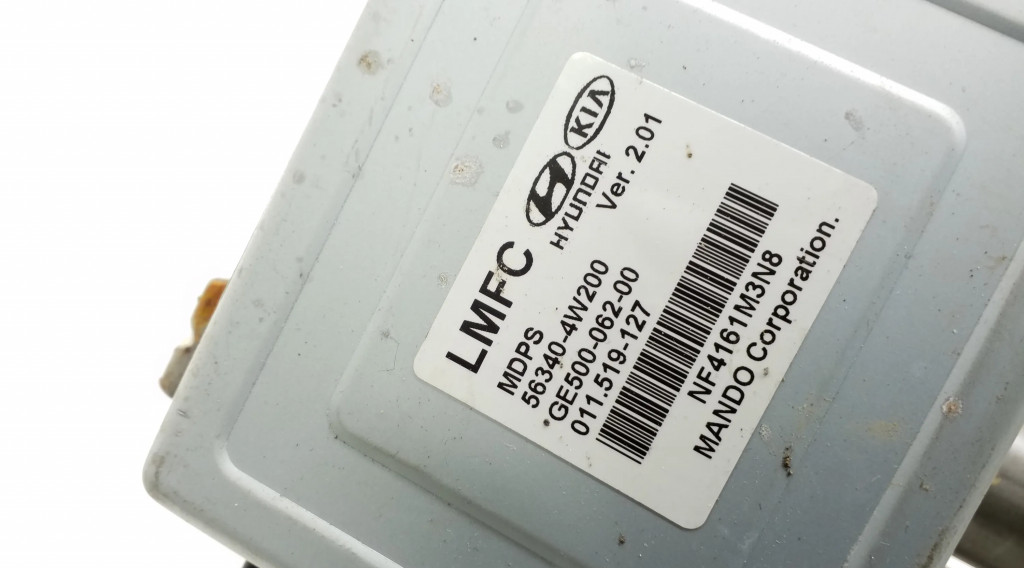 LMFC
HYUNDAI
KIA
MDPS
Ver. 2.01
56340-4W200
GE500-062-00
011.519-127
NF4161M3N8
MANDO Corporation.